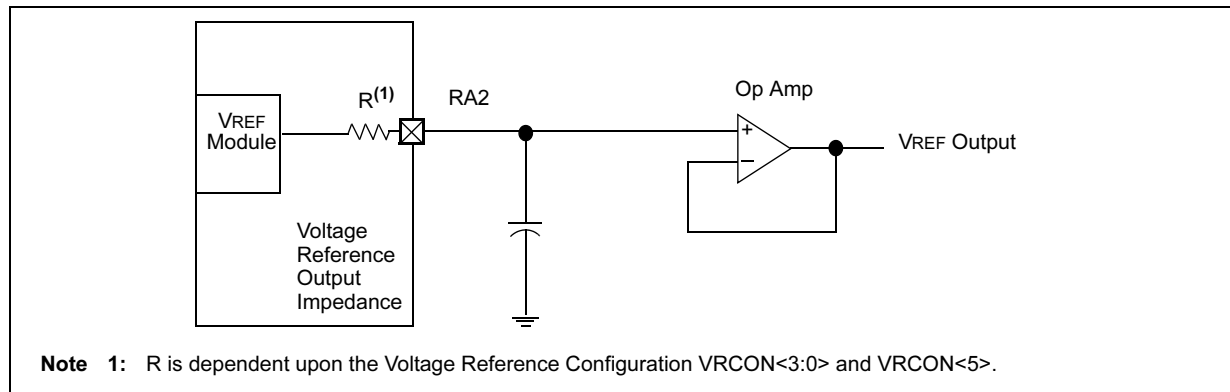 R(1)
RA2
Op Amp
VREF
Module
+
−
VREF Output
Voltage
Reference
Output
Impedance
Note 1: R is dependent upon the Voltage Reference Configuration VRCON<3:0> and VRCON<5>.